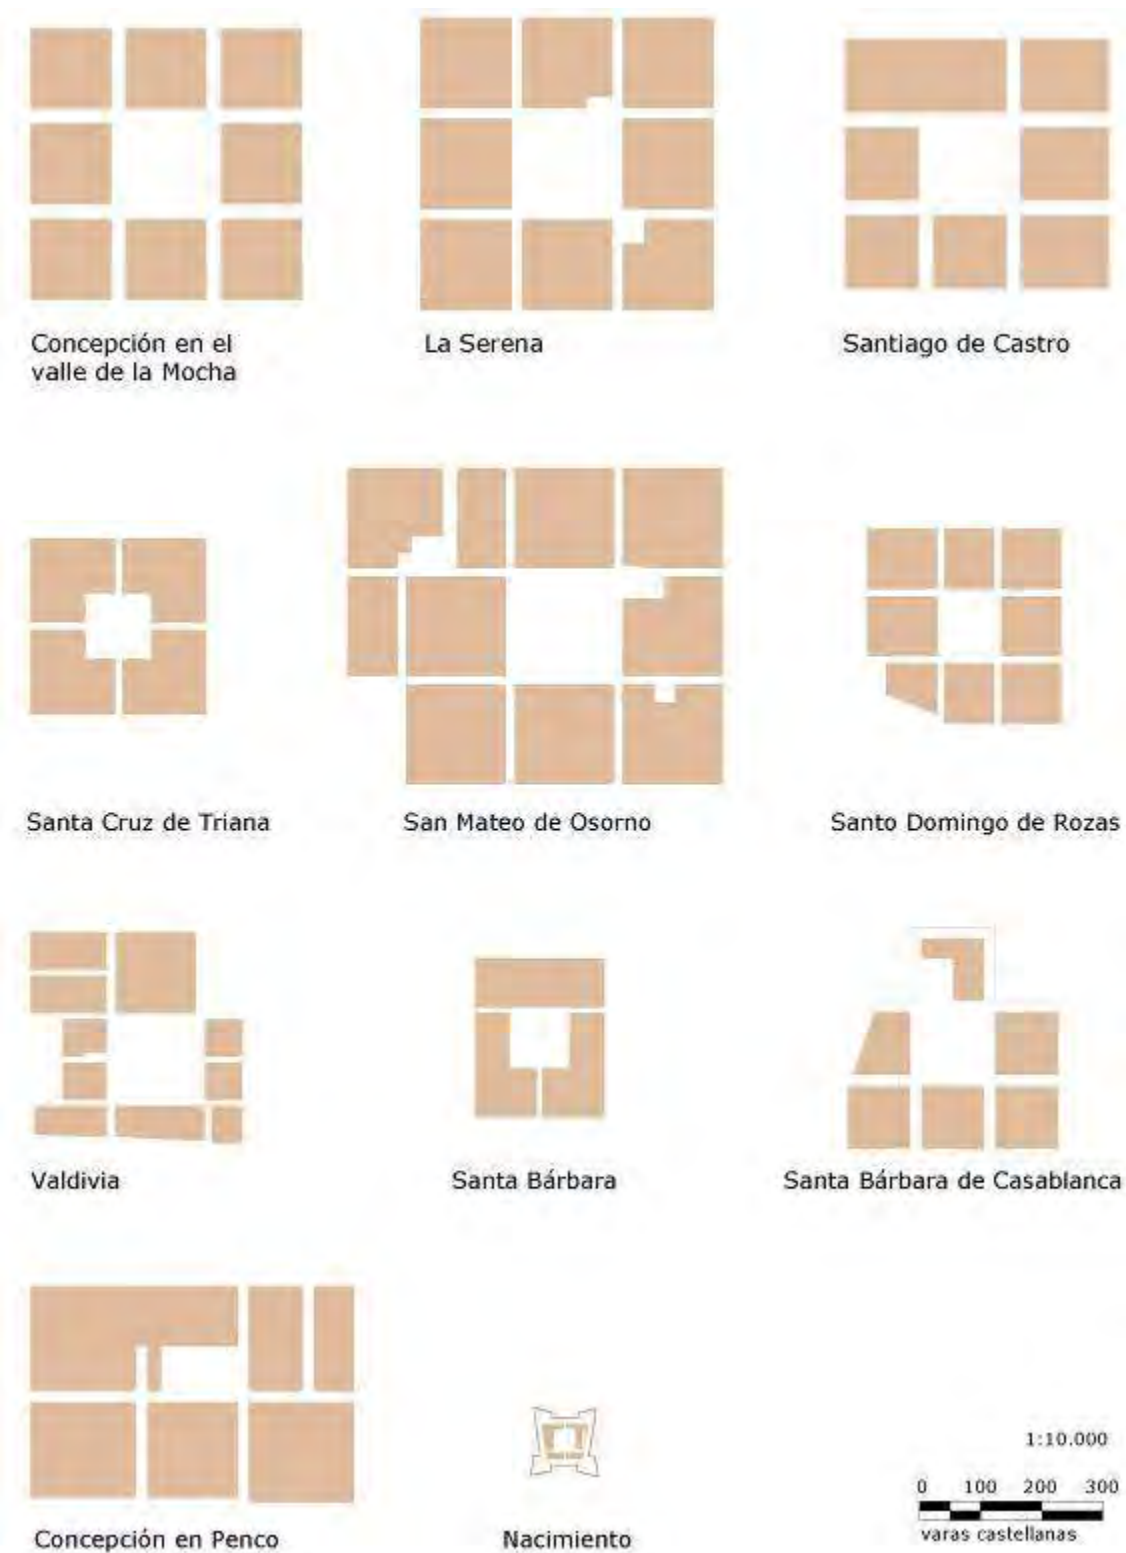 Concepción en el
valle de la Mocha
La Serena
Santiago de Castro
Santa Cruz de Triana
San Mateo de Osorno
Santo Domingo de Rozas
Valdivia
Santa Bárbara
Santa Bárbara de Casablanca
Concepción en Penco
Nacimiento
1:10.000
0 100 200 300
varas castellanas